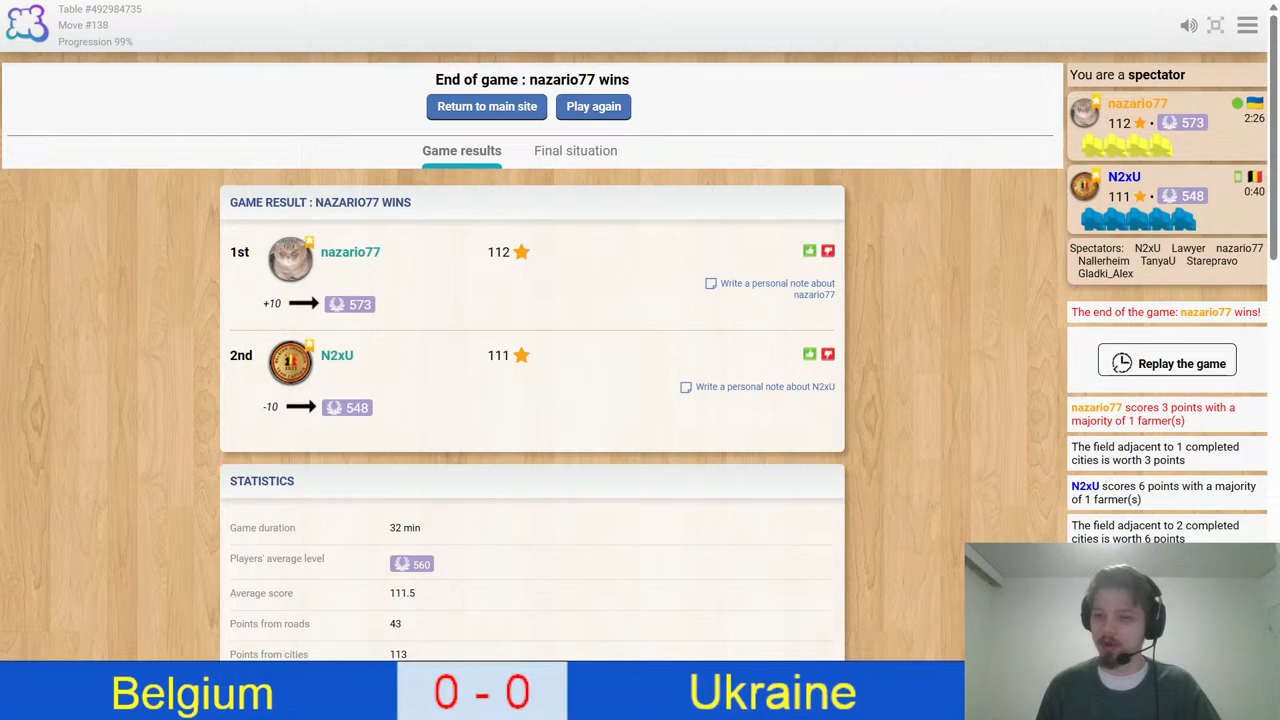 Table #492984735
Move #138
Progression 99%
End of game : nazario77 wins
Return to main site
Play again
Game results
Final situation
GAME RESULT : NAZARIO77 WINS
1st
nazario77
112
Write a personal note about
nazario77
+10
573
2nd
N2xU
111
Write a personal note about N2xU
-10
548
STATISTICS
Game duration
32 min
Players' average level
560
Average score
111.5
Points from roads
43
Points from cities
113
You are a spectator
nazario77
112 • 573
2:26
N2xU
111 • 548
0:40
Spectators: N2xU Lawyer nazario77
Nallerheim TanyaU Starepravo
Gladki_Alex
The end of the game: nazario77 wins!
Replay the game
nazario77 scores 3 points with a
majority of 1 farmer(s)
The field adjacent to 1 completed
cities is worth 3 points
N2xU scores 6 points with a majority
of 1 farmer(s)
The field adjacent to 2 completed
cities is worth 6 points
Belgium
0 - 0
Ukraine